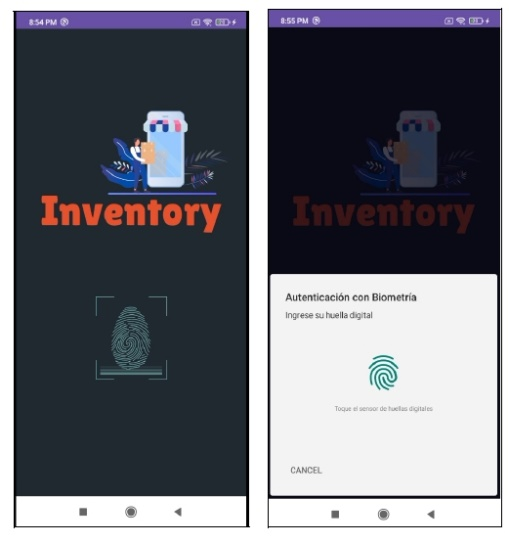 8:54 PM
Inventory
8:55 PM
Inventory
Autenticación con Biometría
Ingrese su huella digital
Toque el sensor de huellas digitales
CANCEL